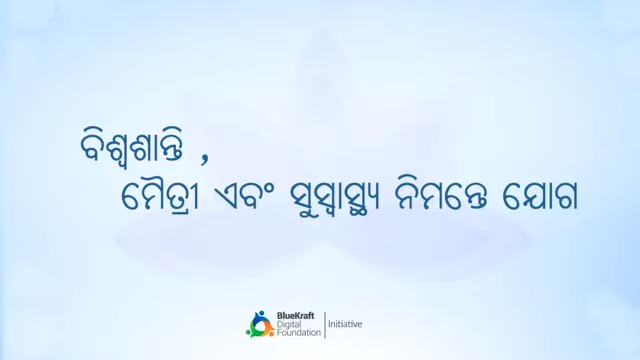 ବିଶ୍ୱଶାନ୍ତି ,
ମୈତ୍ରୀ ଏବଂ ସୁସ୍ୱାସ୍ଥ୍ୟ ନିମନ୍ତେ ଯୋଗ
BlueKraft
Digital
Foundation
Initiative